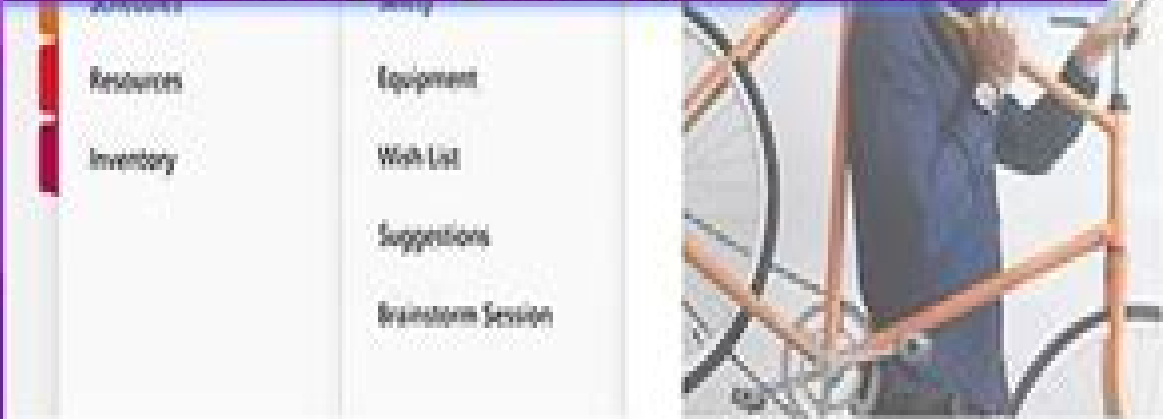 Resources
Inventory
Equipment
Wish List
Suggestions
Brainstorm Session